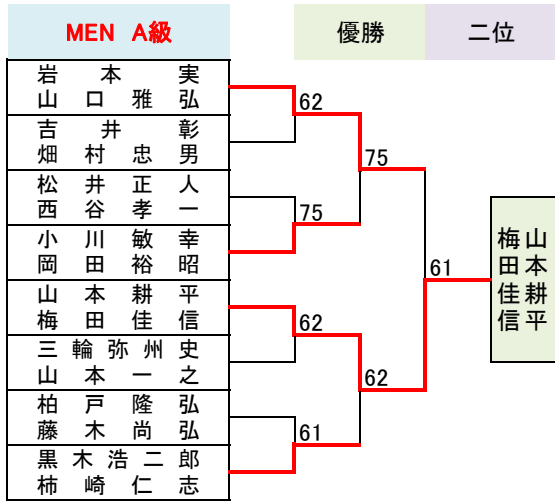 MEN A級
優勝
二位
岩本実
山口雅弘
吉井彰
畑村忠男
松井正人
西谷孝一
小川敏幸
岡田裕昭
山本耕平
梅田佳信
三輪弥州史
山本一之
柏戸隆弘
藤木尚弘
黒木浩二郎
柿崎仁志
62
75
62
61
75
62
61
山本耕平
梅田佳信